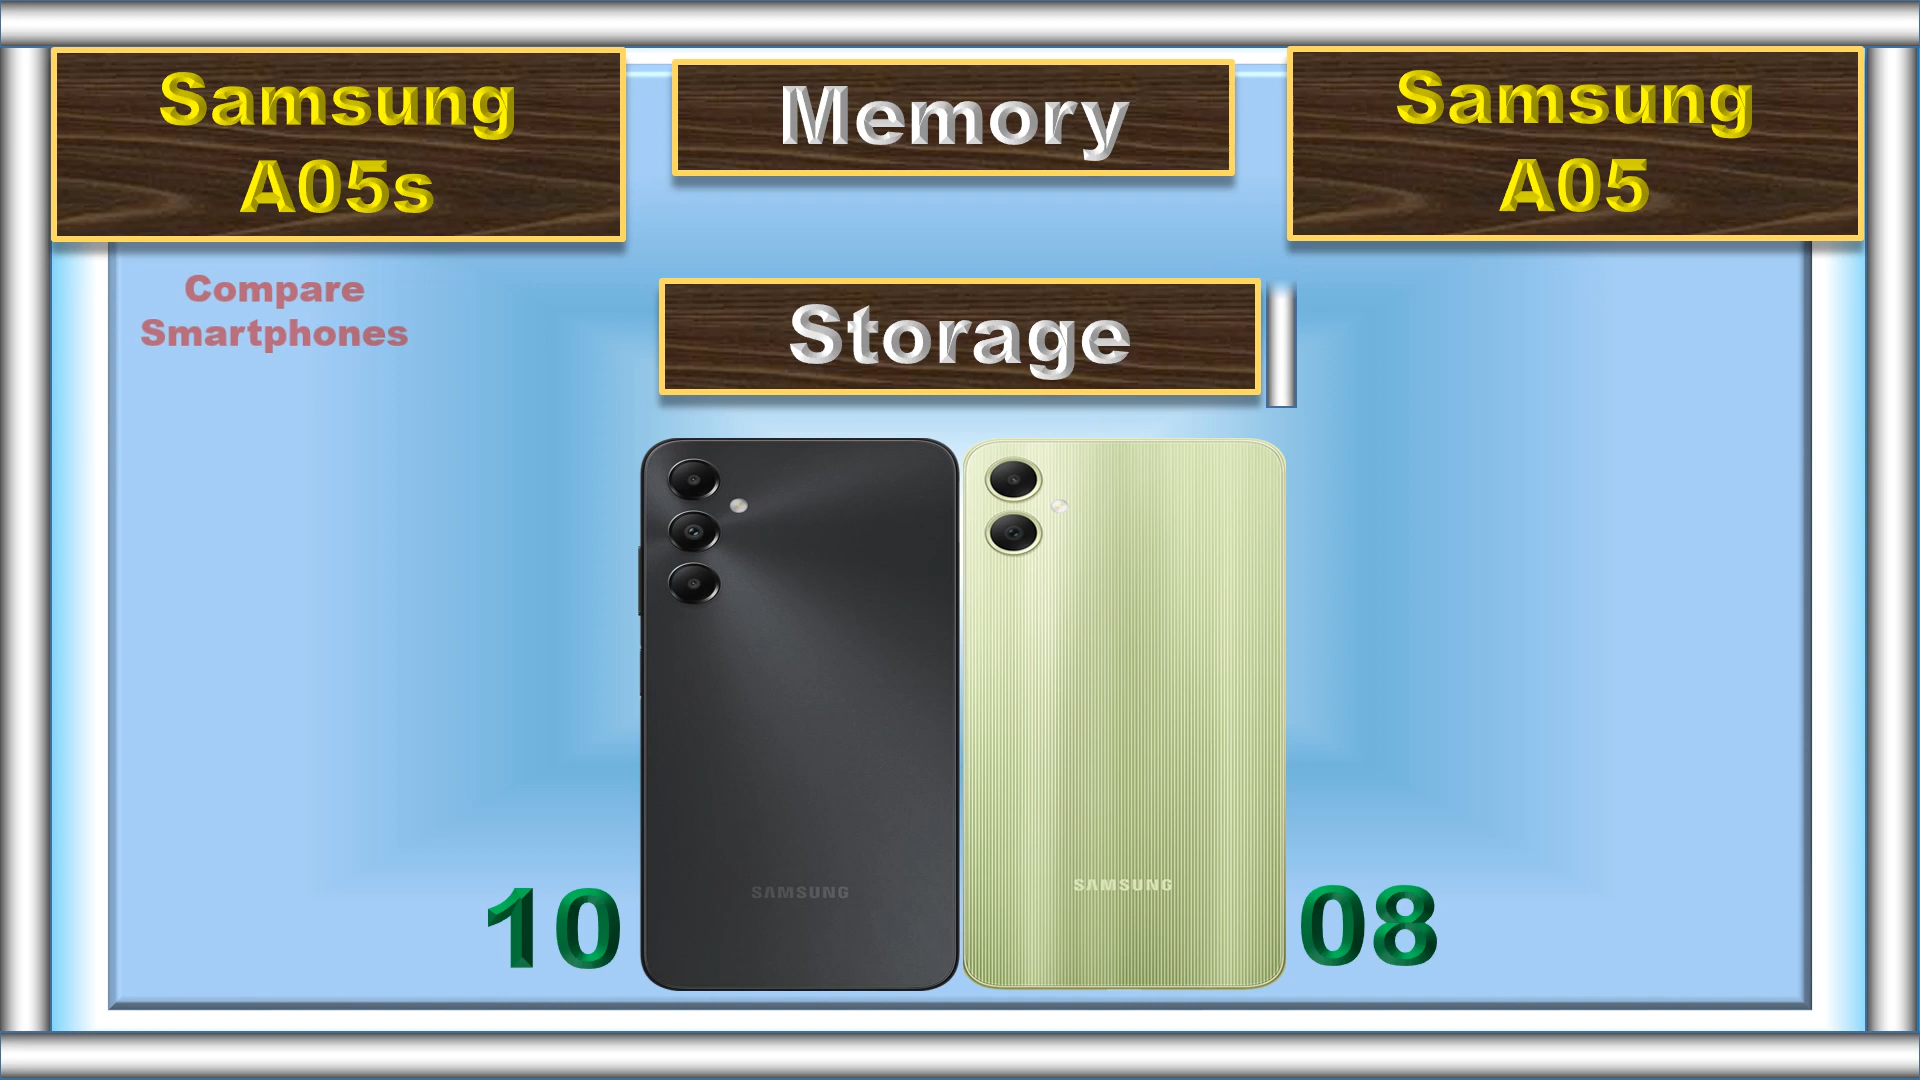 Samsung
A05s
Memory
Samsung
A05
Compare
Smartphones
Storage
SAMSUNG
SAMSUNG
10
08